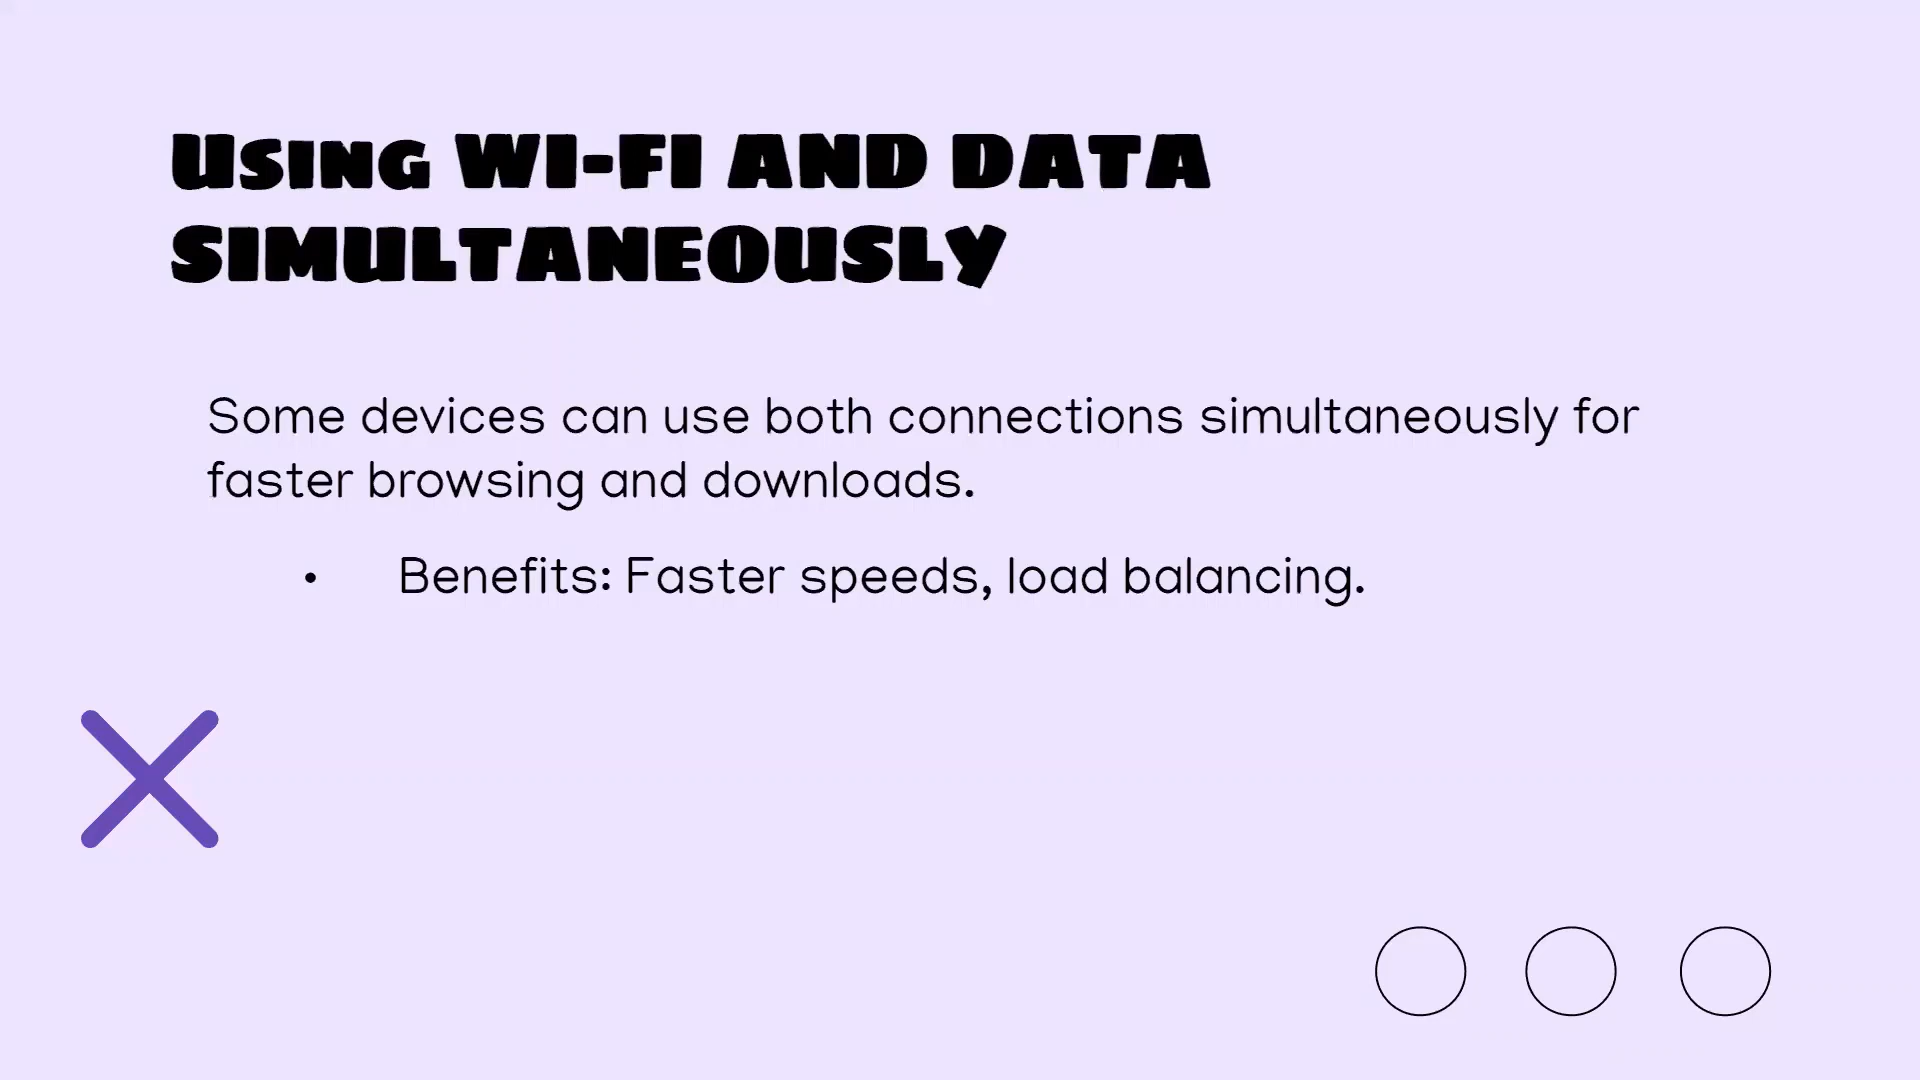 Using WI-FI AND DATA
SIMULTANEOUSLY
Some devices can use both connections simultaneously for
faster browsing and downloads.
• Benefits: Faster speeds, load balancing.